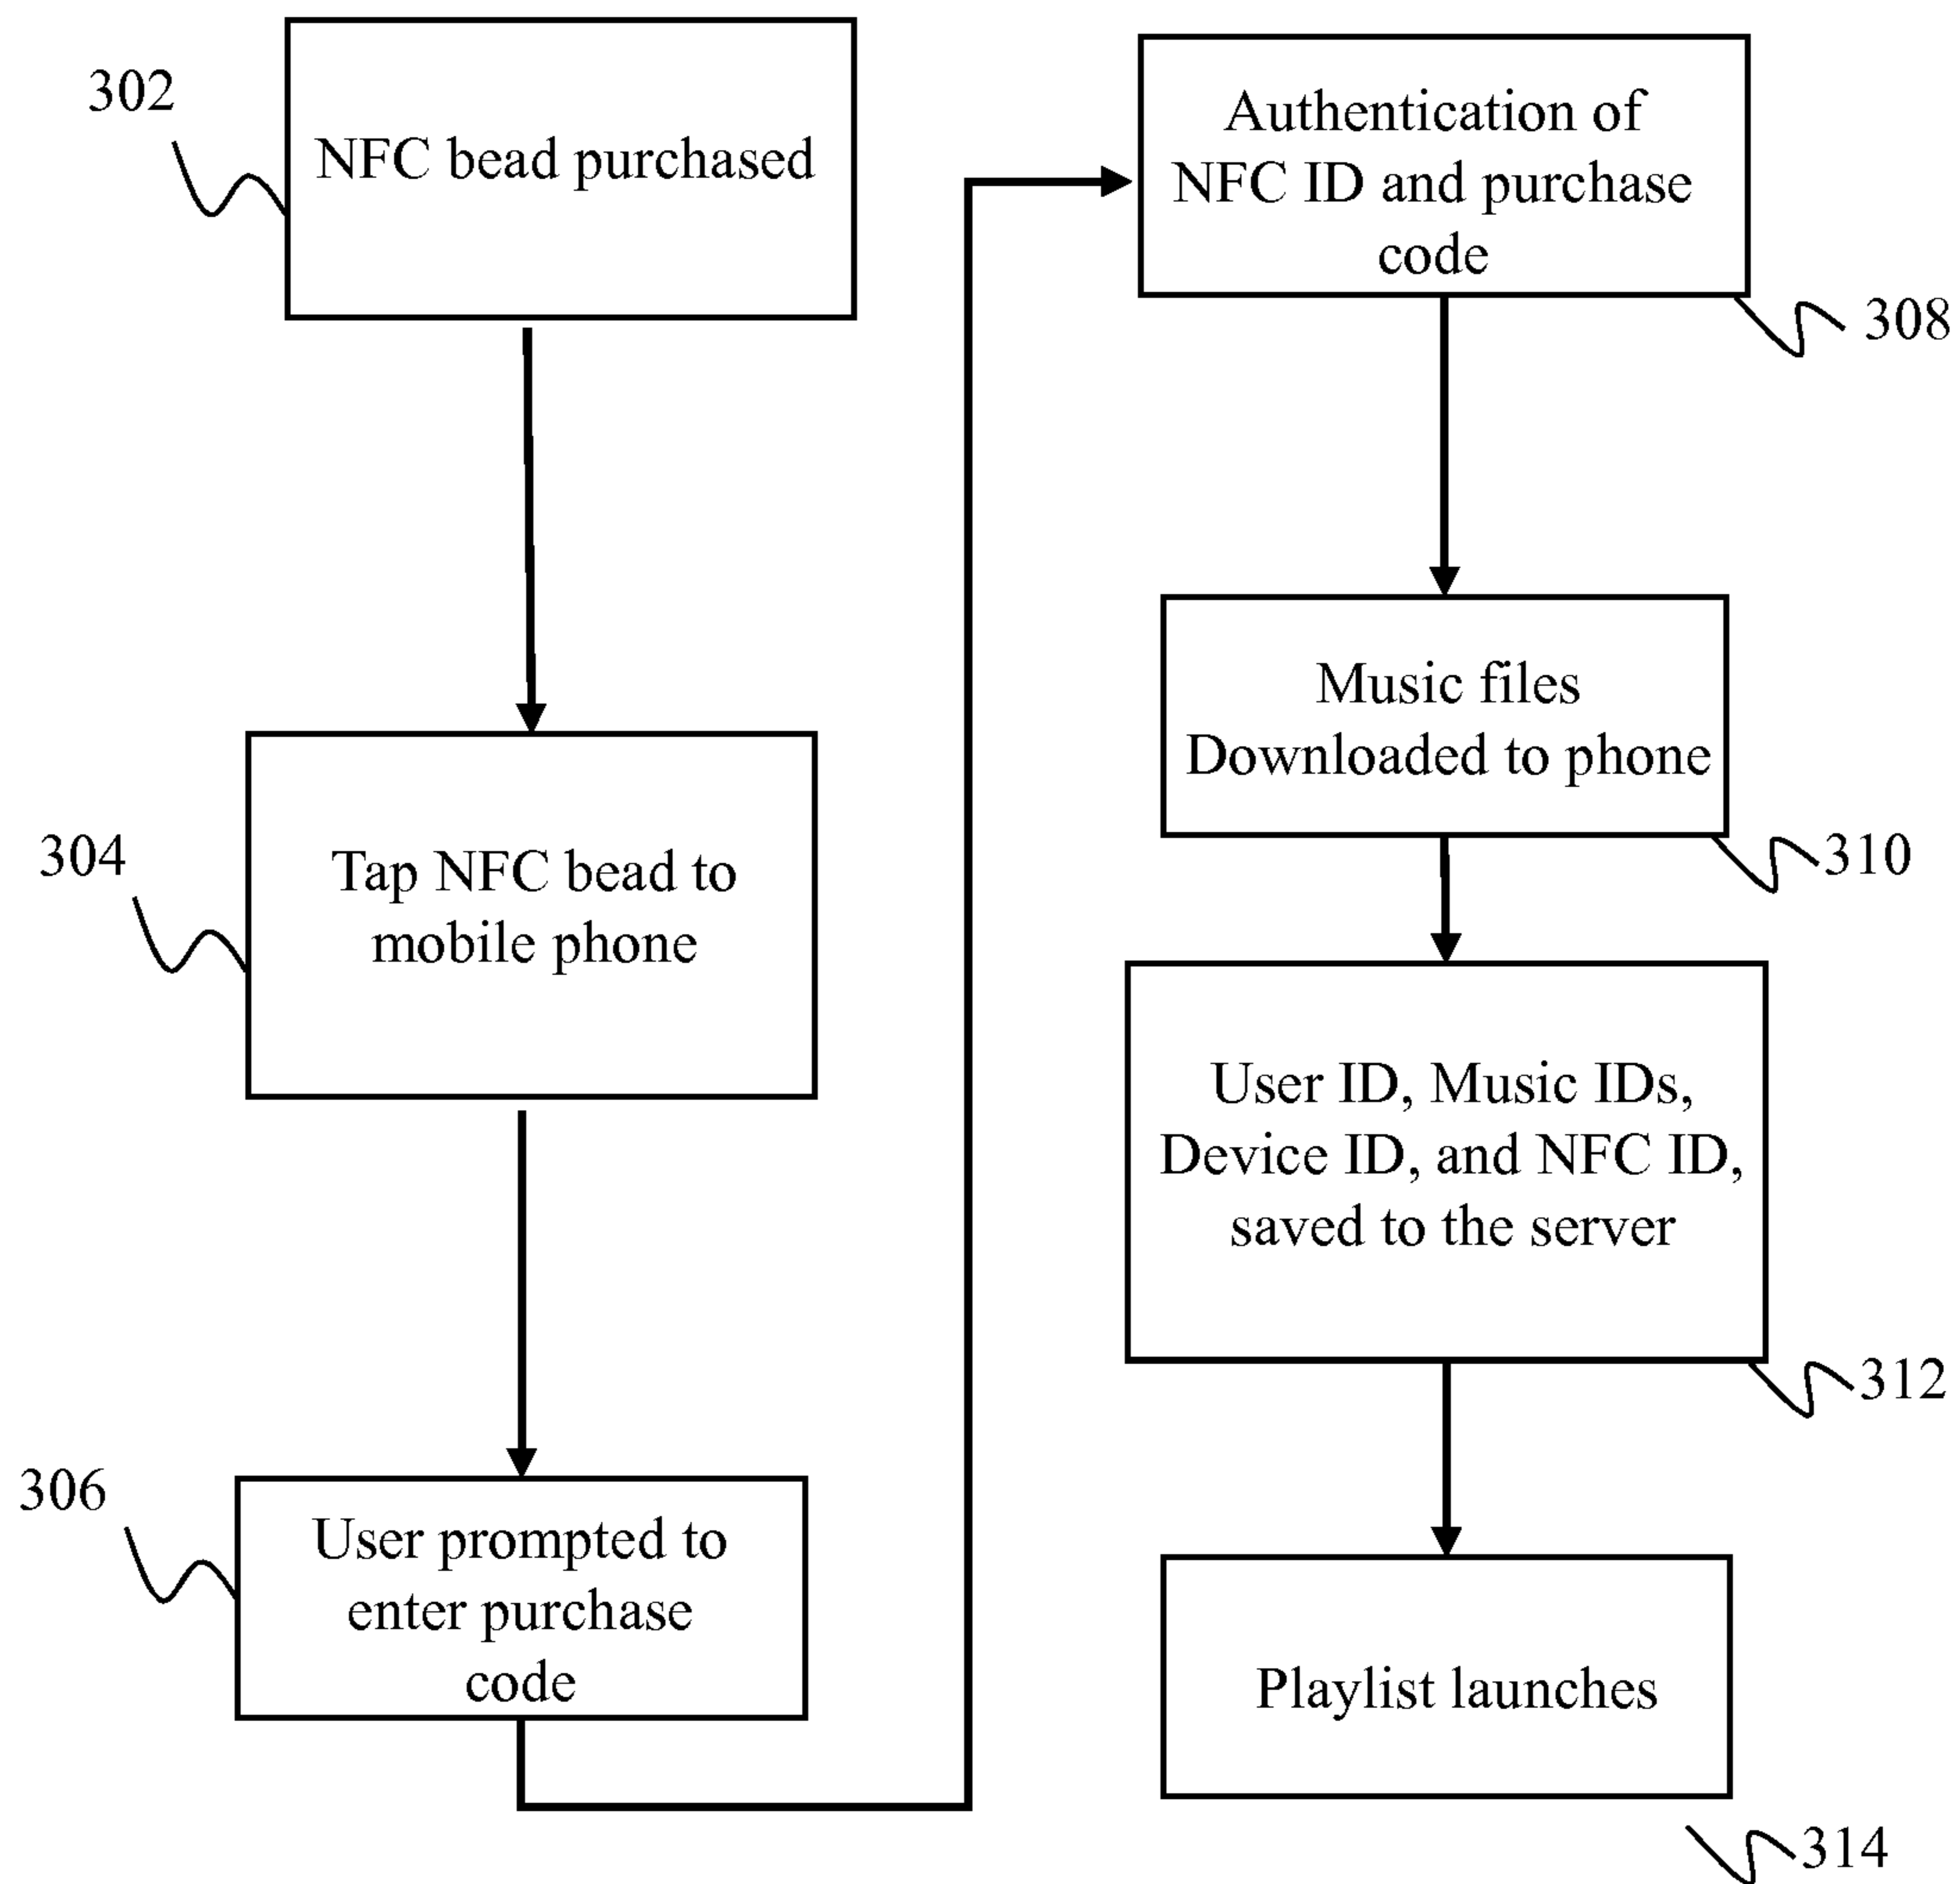 302
NFC bead purchased
304
Tap NFC bead to
mobile phone
306
User prompted to
enter purchase
code
Authentication of
NFC ID and purchase
code
308
Music files
Downloaded to phone
310
User ID, Music IDs,
Device ID, and NFC ID,
saved to the server
312
Playlist launches
314